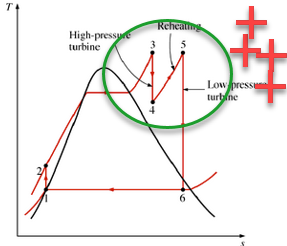 T
High-pressure
turbine
Reheating
3
5
4
Low-pressure
turbine
2
1
6
s